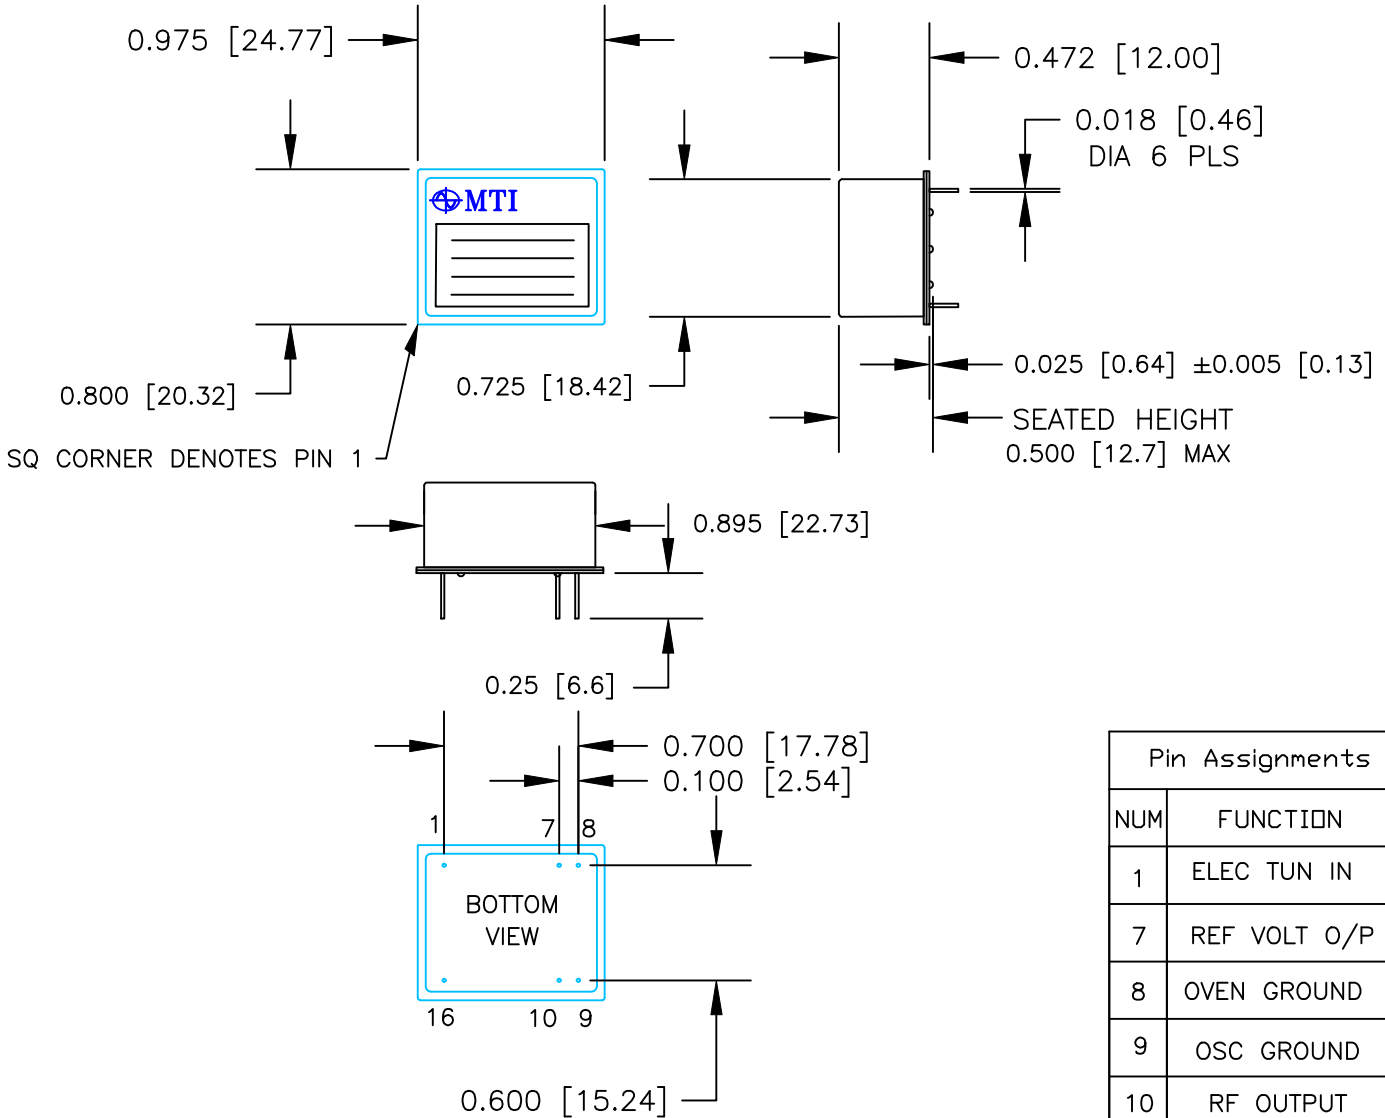 0.975 [24.77]
0.472 [12.00]
0.018 [0.46]
DIA 6 PLS
MTI
0.800 [20.32]
0.725 [18.42]
0.025 [0.64] ±0.005 [0.13]
SEATED HEIGHT
0.500 [12.7] MAX
SQ CORNER DENOTES PIN 1
0.895 [22.73]
0.25 [6.6]
0.700 [17.78]
0.100 [2.54]
1 7 8
BOTTOM
VIEW
16 10 9
0.600 [15.24]
Pin Assignments
NUM FUNCTION
1 ELEC TUN IN
7 REF VOLT O/P
8 OVEN GROUND
9 OSC GROUND
10 RF OUTPUT